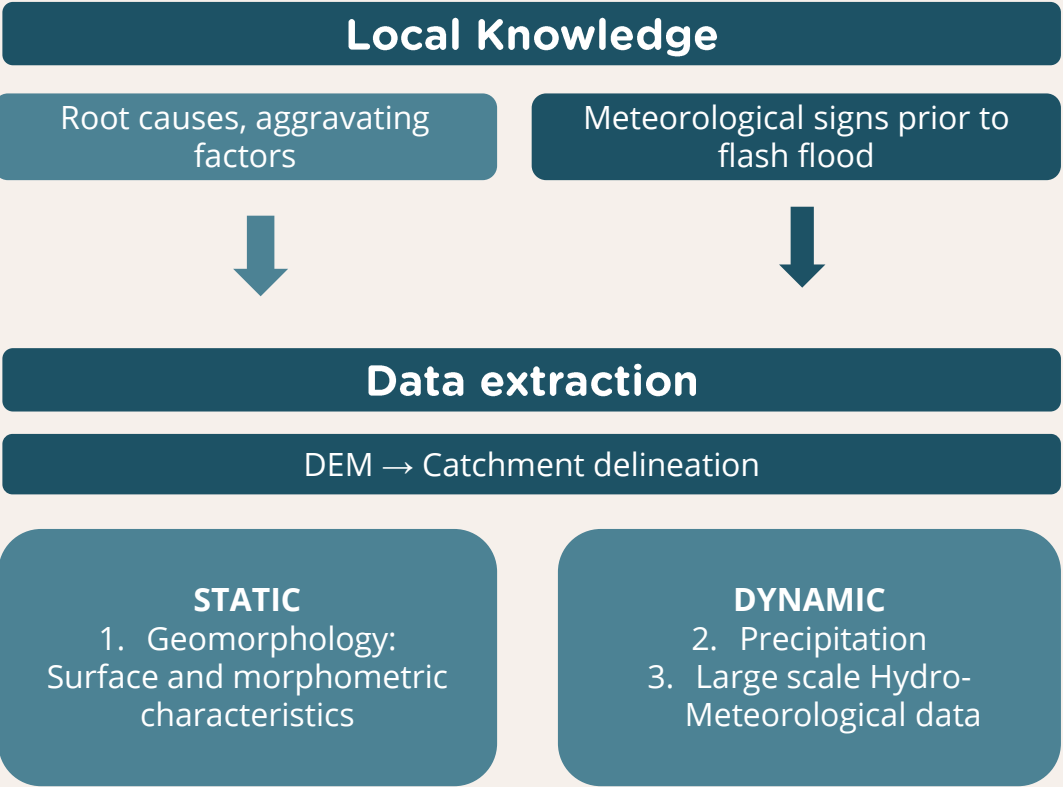 Local Knowledge
Root causes, aggravating
factors
Meteorological signs prior to
flash flood
Data extraction
DEM → Catchment delineation
STATIC
1. Geomorphology:
Surface and morphometric
characteristics
DYNAMIC
2. Precipitation
3. Large scale Hydro-
Meteorological data